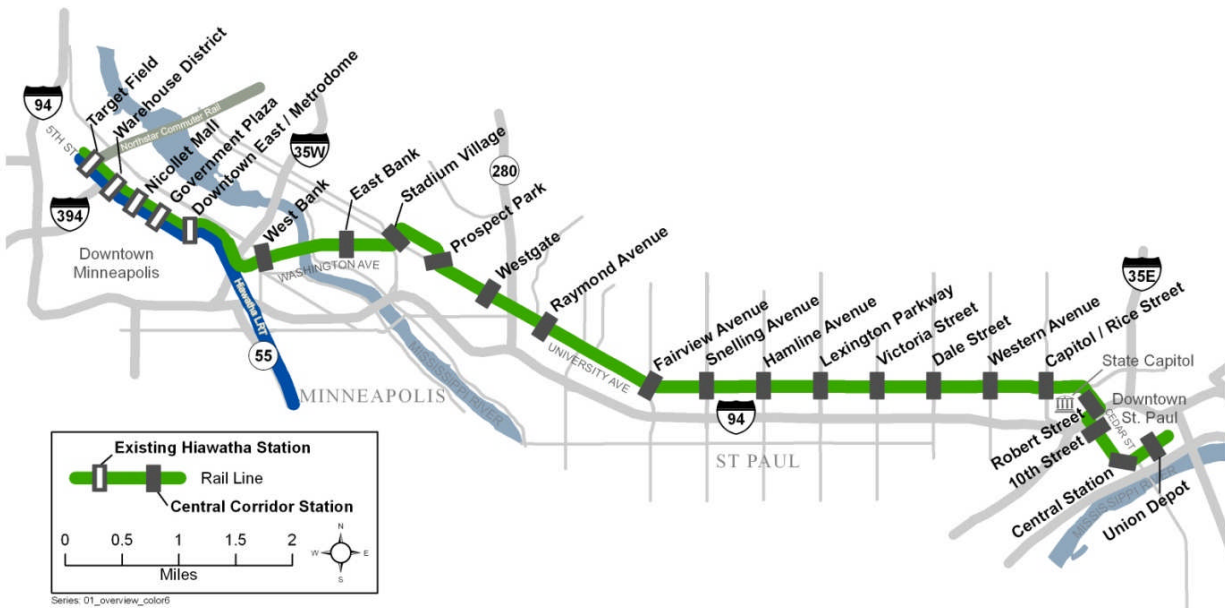 94
5TH ST
394
Target Field
Warehouse District
Nicollet Mall
Government Plaza
Downtown East / Metrodome
Northstar Commuter Rail
35W
West Bank
East Bank
Stadium Village
280
Prospect Park
Westgate
Raymond Avenue
Fairview Avenue
Snelling Avenue
Hamline Avenue
Lexington Parkway
Victoria Street
Dale Street
Western Avenue
Capitol / Rice Street
35E
State Capitol
Downtown
St. Paul
Downtown
Minneapolis
WASHINGTON AVE
Hiawatha LRT
55
MINNEAPOLIS
MISSISSIPPI RIVER
UNIVERSITY AVE
94
ST PAUL
CEDAR ST
Robert Street
10th Street
Central Station
Union Depot
MISSISSIPPI RIVER
Existing Hiawatha Station
Rail Line
Central Corridor Station
0 0.5 1 2
Miles
N
W E
S
Series: 01_overview_color6